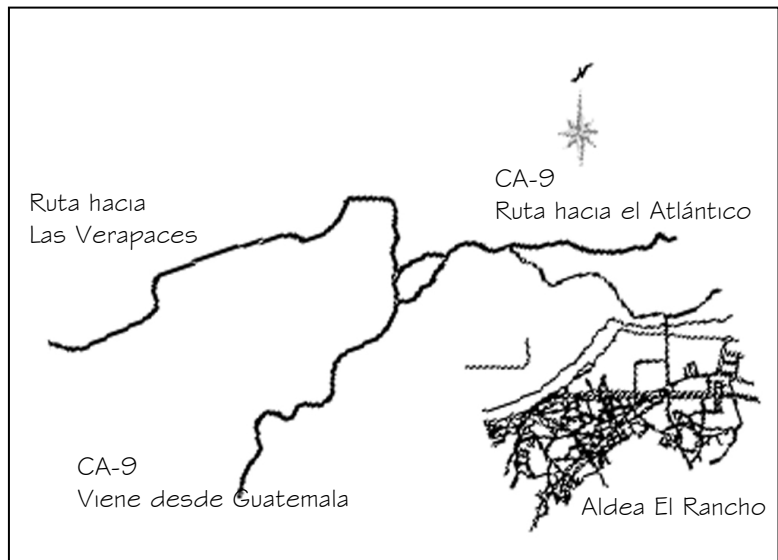 N
CA-9
Ruta hacia el Atlántico
Ruta hacia
Las Verapaces
CA-9
Viene desde Guatemala
Aldea El Rancho